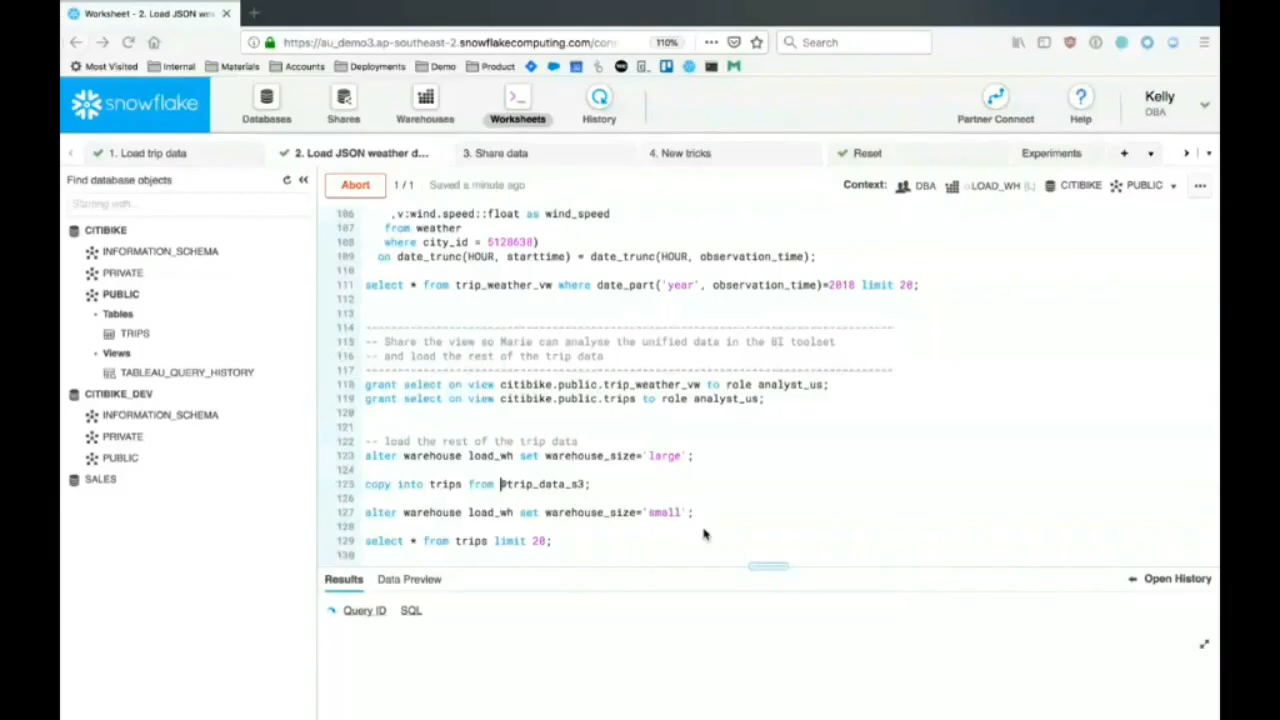 Worksheet - 2. Load JSON wea
https://au_demo3.ap-southeast-2.snowflakecomputing.com/con
110%
Search
Most Visited Internal Materials Accounts Deployments Demo Product
snowflake
Databases
Shares
Warehouses
Worksheets
History
Partner Connect
Help
Kelly
DBA
1. Load trip data
2. Load JSON weather d...
3. Share data
4. New tricks
Reset
Experiments
Find database objects
Starting with...
CITIBIKE
INFORMATION_SCHEMA
PRIVATE
PUBLIC
Tables
TRIPS
Views
TABLEAU_QUERY_HISTORY
CITIBIKE_DEV
INFORMATION_SCHEMA
PRIVATE
PUBLIC
SALES
Abort 1 / 1 Saved a minute ago
Context: DBA LOAD_WH (L) CITIBIKE PUBLIC
106 ,v:wind.speed::float as wind_speed
107 from weather
108 where city_id = 5128638)
109 on date_trunc(HOUR, starttime) = date_trunc(HOUR, observation_time);
110
111 select * from trip_weather_vw where date_part('year', observation_time)=2018 limit 20;
112
113
114 --------------------------------------------------------------------------------
115 -- Share the view so Marie can analyse the unified data in the BI toolset
116 -- and load the rest of the trip data
117 --------------------------------------------------------------------------------
118 grant select on view citibike.public.trip_weather_vw to role analyst_us;
119 grant select on view citibike.public.trips to role analyst_us;
120
121
122 -- load the rest of the trip data
123 alter warehouse load_wh set warehouse_size='large';
124
125 copy into trips from @trip_data_s3;
126
127 alter warehouse load_wh set warehouse_size='small';
128
129 select * from trips limit 20;
130
Results Data Preview
Open History
Query ID SQL